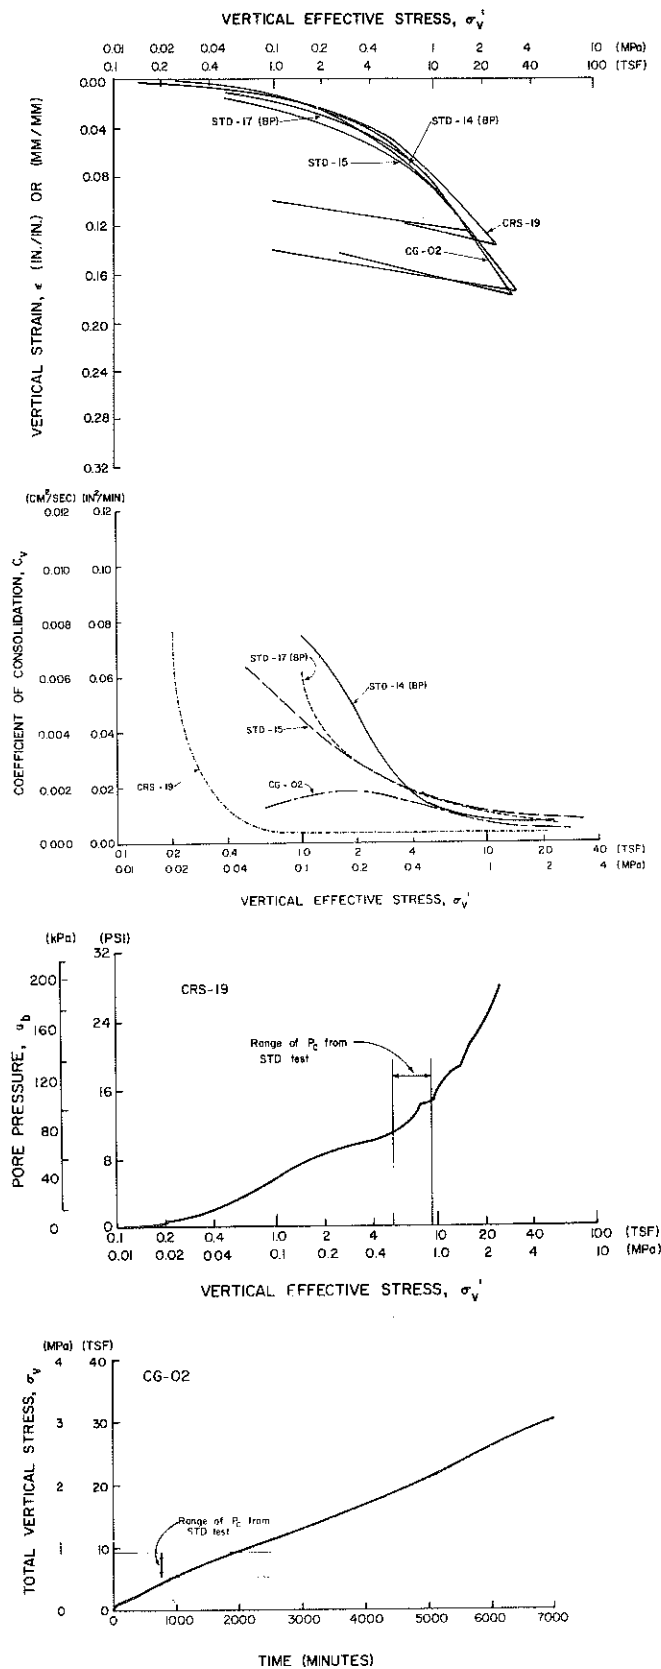 VERTICAL EFFECTIVE STRESS, σv'
0.01 0.02 0.04 0.1 0.2 0.4 1 2 4 10 (MPa)
0.1 0.2 0.4 1.0 2 4 10 20 40 100 (TSF)
VERTICAL STRAIN, ε (IN./IN.) OR (MM/MM)
0.00
0.04
0.08
0.12
0.16
0.20
0.24
0.28
0.32
STD-17 (BP)
STD-14 (BP)
STD-15
CRS-19
CG-02
COEFFICIENT OF CONSOLIDATION, Cv
(CM²/SEC) (IN²/MIN)
0.012 0.12
0.010 0.10
0.008 0.08
0.006 0.06
0.004 0.04
0.002 0.02
0.000 0.00
STD-17 (BP)
STD-14 (BP)
STD-15
CG-02
CRS-19
0.1 0.2 0.4 1.0 2 4 10 20 40 (TSF)
0.01 0.02 0.04 0.1 0.2 0.4 1 2 4 (MPa)
VERTICAL EFFECTIVE STRESS, σv'
PORE PRESSURE, ub
(kPa) (PSI)
200
160
120
80
40
0
32
24
16
8
0
CRS-19
Range of Pc from
STD test
0.1 0.2 0.4 1.0 2 4 10 20 40 100 (TSF)
0.01 0.02 0.04 0.1 0.2 0.4 1 2 4 10 (MPa)
VERTICAL EFFECTIVE STRESS, σv'
TOTAL VERTICAL STRESS, σv
(MPa) (TSF)
4 40
3 30
2 20
1 10
0 0
CG-02
Range of Pc from
STD test
0 1000 2000 3000 4000 5000 6000 7000
TIME (MINUTES)